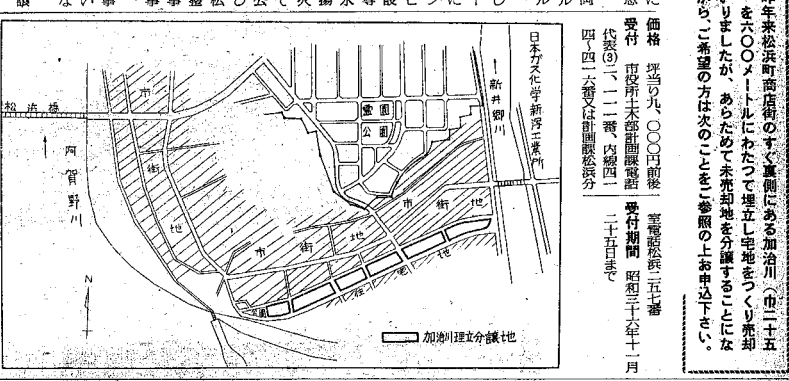 昨年来松浜町商店街のすぐ裏側にある加治川(巾二十五
を六〇〇メートルにわたつて埋立し宅地をつくり売却
りましたが、あらためて未売却地を分譲することにな
から、ご希望の方は次のことをご参照の上お申込下さい。
価格 坪当り九、〇〇〇円前後
受付 市役所土木部計画課電話
代表(3)二、一一一番、内線四一
四〜四一六番又は計画課松浜分
室電話松浜二五七番
受付期間 昭和三十六年十一月
二十五日まで
日本ガス化学新潟工業所
新井郷川
霊園
公園
市街地
松浜橋
阿賀野川
市街地
市街地
住宅地
公園
N
加治川埋立分譲土地